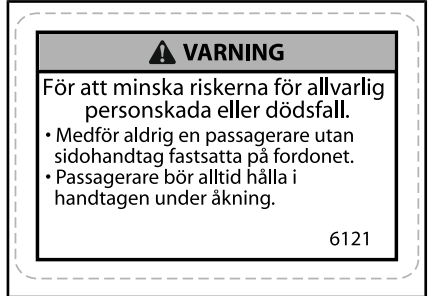 VARNING
För att minska riskerna för allvarlig
personskada eller dödsfall.
• Medför aldrig en passagerare utan
sidohandtag fastsatta på fordonet.
• Passagerare bör alltid hålla i
handtagen under åkning.
6121